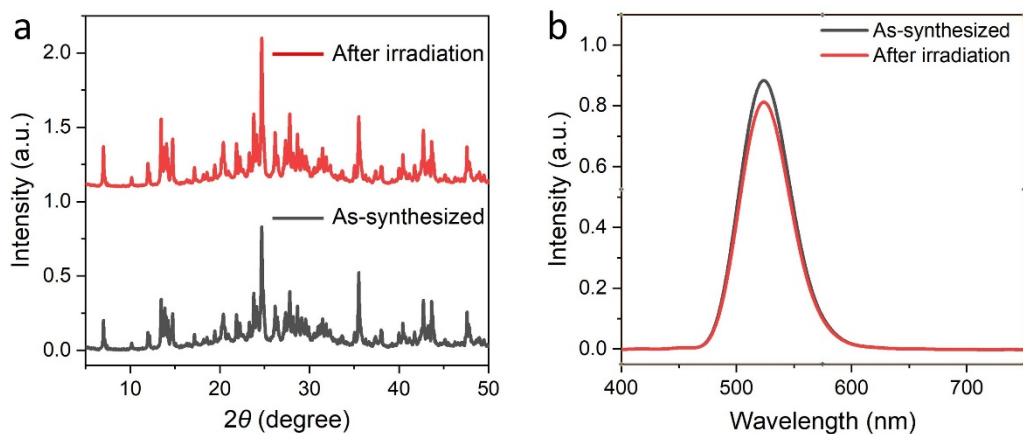 a
2.0
1.5
1.0
0.5
0.0
Intensity (a.u.)
After irradiation
As-synthesized
10
20
30
40
50
2θ (degree)
b
1.0
0.8
0.6
0.4
0.2
0.0
Intensity (a.u.)
As-synthesized
After irradiation
400
500
600
700
Wavelength (nm)